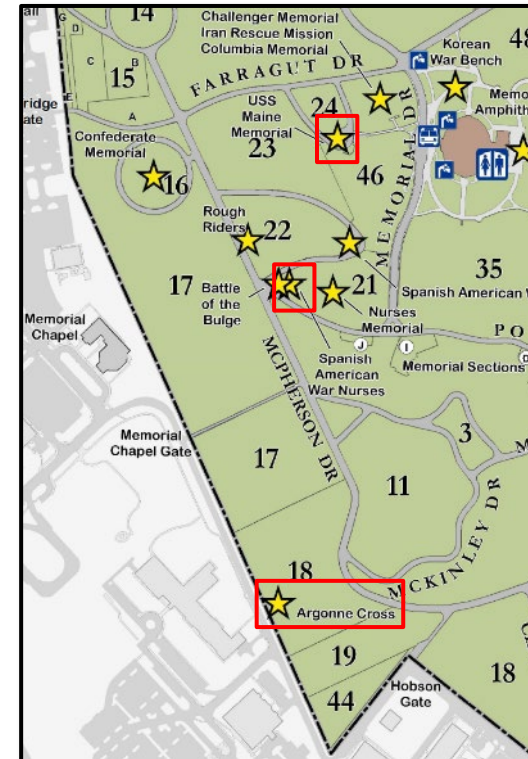 14
G
D
C
B
15
E
A
ridge
ate
Challenger Memorial
Iran Rescue Mission
Columbia Memorial
FARRAGUT DR
USS
Maine
Memorial
24
23
46
Korean
War Bench
48
Memo
Amphith
MEMORIAL DR
Confederate
Memorial
16
Rough
Riders
22
35
Spanish American W
17
Battle
of the
Bulge
21
Nurses
Memorial
PO
Memorial
Chapel
Spanish
American
War Nurses
J
I
D
Memorial Sections
MCPHERSON DR
Memorial
Chapel Gate
3
17
11
M
MCKINLEY DR
18
Argonne Cross
19
18
44
Hobson
Gate